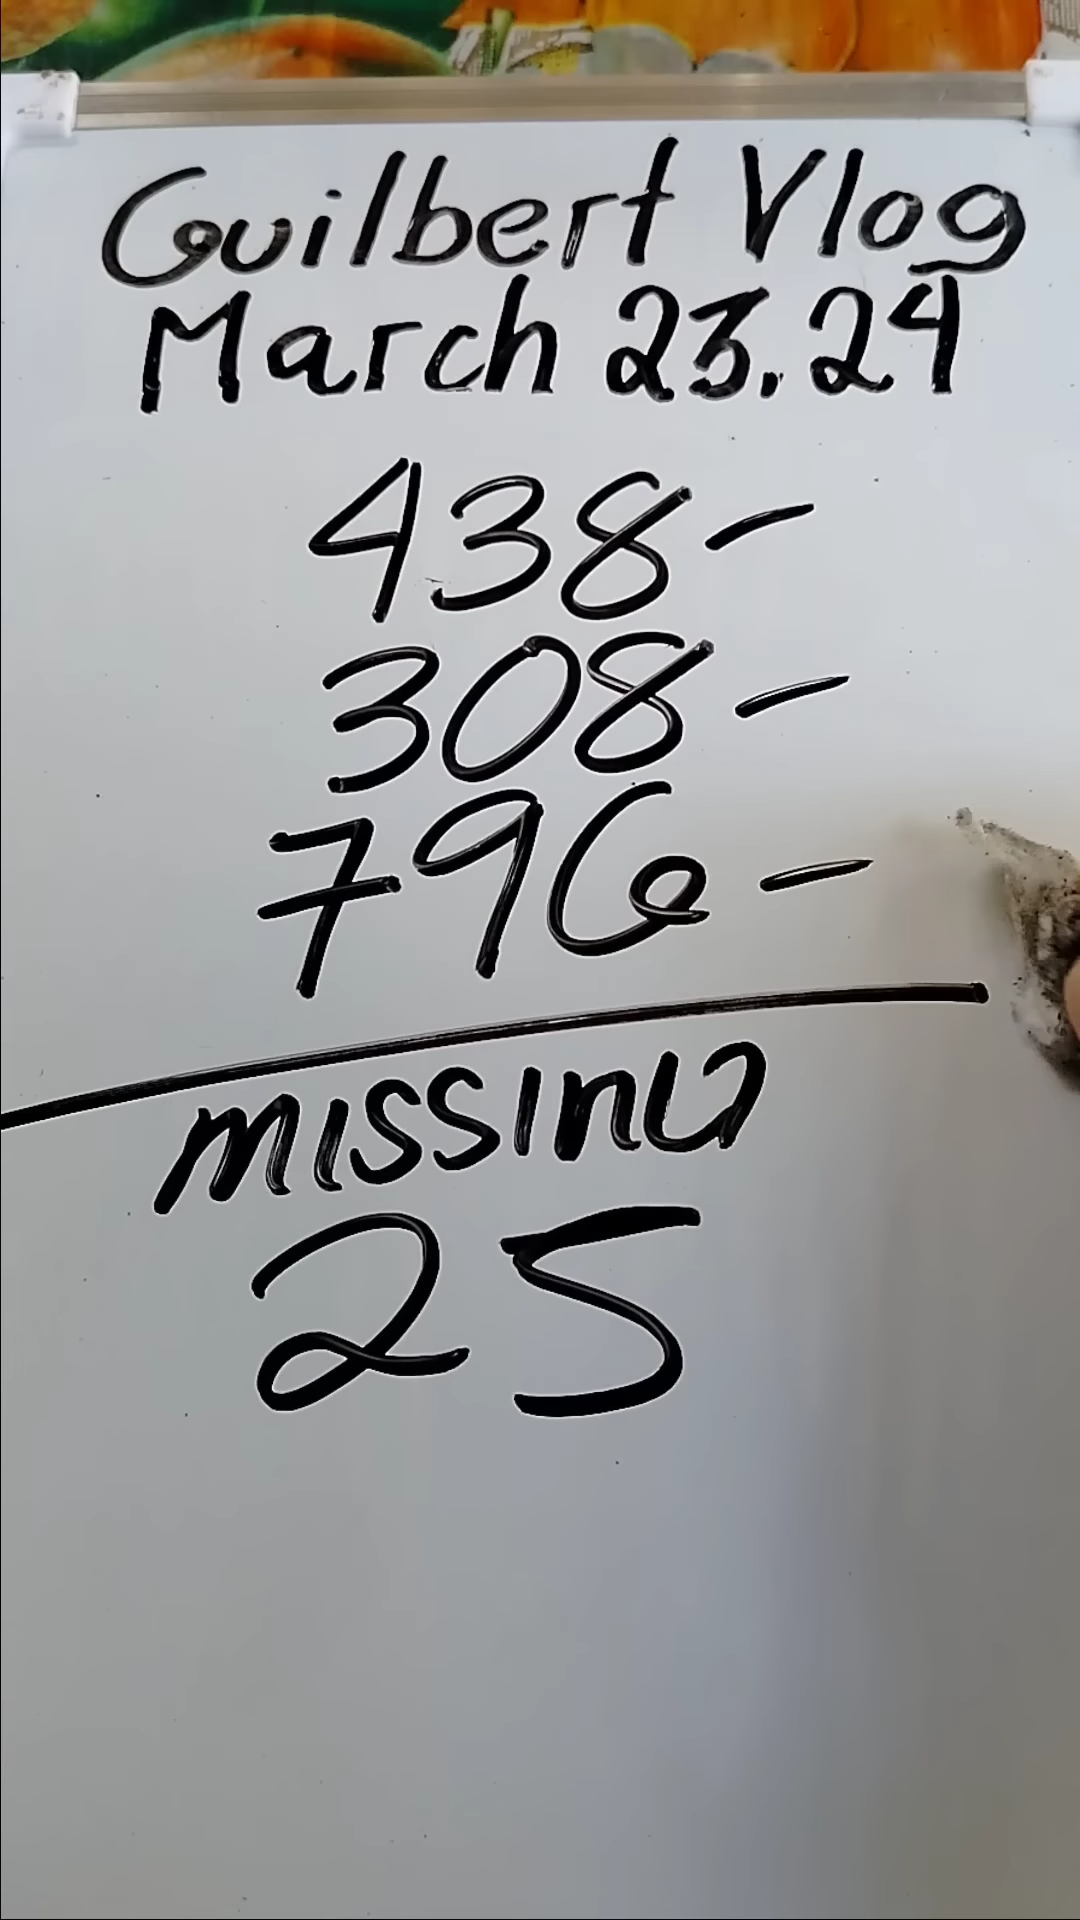 Guilbert Vlog
March 23.24
438-
308-
796-
missing
25